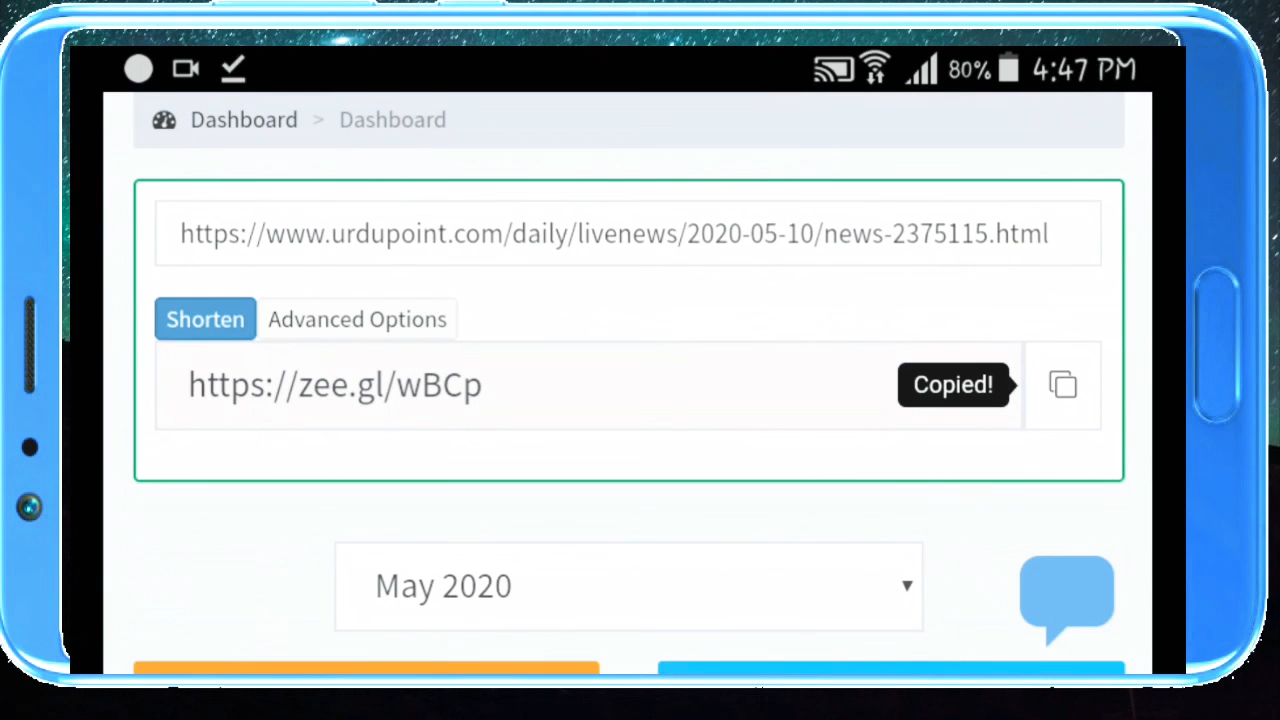 80% 4:47 PM
Dashboard > Dashboard
https://www.urdupoint.com/daily/livenews/2020-05-10/news-2375115.html
Shorten Advanced Options
https://zee.gl/wBCp Copied!
May 2020